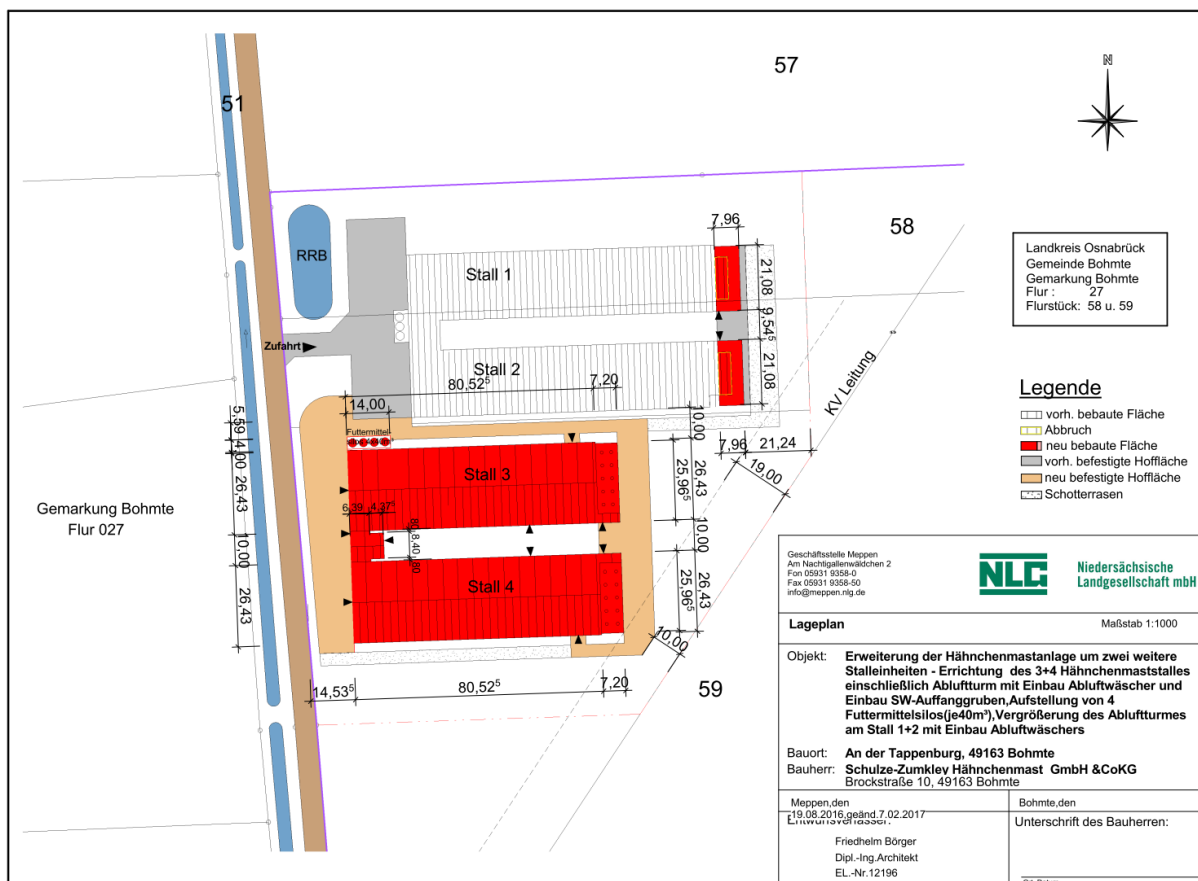 57
N
51
58
7,96
RRB
Stall 1
21,08
9,54⁵
21,08
Zufahrt
Stall 2
80,52⁵
7,20
14,00
10,00
7,96
21,24
KV Leitung
19,00
5,59
4,00
26,43
10,00
26,43
Futtermittel-
Stall 3
25,96⁵
26,43
6,39
4,27⁵
80
8,40
80
10,00
Stall 4
25,96⁵
26,43
10,00
14,53⁵
80,52⁵
7,20
59
Gemarkung Bohmte
Flur 027
Landkreis Osnabrück
Gemeinde Bohmte
Gemarkung Bohmte
Flur : 27
Flurstück: 58 u. 59
Legende
vorh. bebaute Fläche
Abbruch
neu bebaute Fläche
vorh. befestigte Hoffläche
neu befestigte Hoffläche
Schotterrasen
Geschäftsstelle Meppen
Am Nachtigallenwäldchen 2
Fon 05931 9358-0
Fax 05931 9358-50
info@meppen.nlg.de
NLG
Niedersächsische
Landgesellschaft mbH
Lageplan Maßstab 1:1000
Objekt: Erweiterung der Hähnchenmastanlage um zwei weitere
Stalleinheiten - Errichtung des 3+4 Hähnchenmaststalles
einschließlich Abluftturm mit Einbau Abluftwäscher und
Einbau SW-Auffanggruben,Aufstellung von 4
Futtermittelsilos(je40m³),Vergrößerung des Abluftturmes
am Stall 1+2 mit Einbau Abluftwäschers
Bauort: An der Tappenburg, 49163 Bohmte
Bauherr: Schulze-Zumkley Hähnchenmast GmbH &CoKG
Brockstraße 10, 49163 Bohmte
Meppen,den
19.08.2016,geänd.7.02.2017
Entwurfsverfasser:
Friedhelm Börger
Dipl.-Ing.Architekt
EL.-Nr.12196
Bohmte,den
Unterschrift des Bauherren: